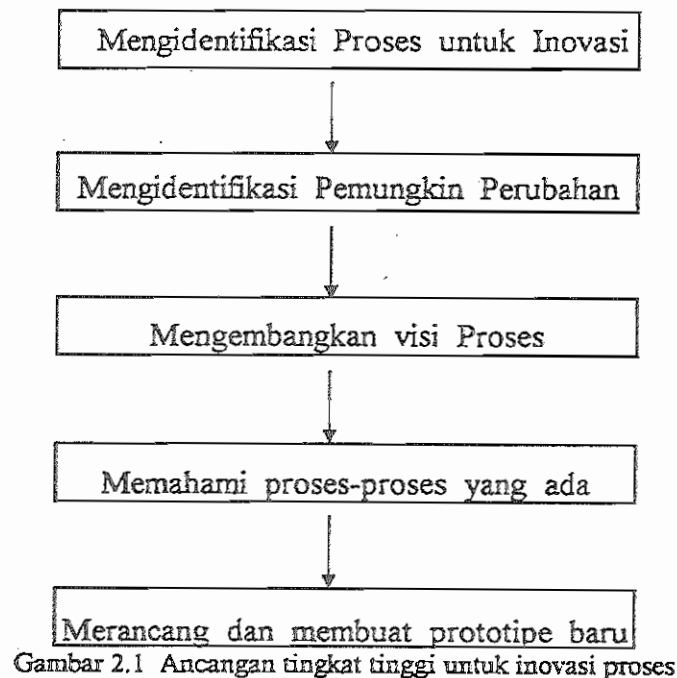 Mengidentifikasi Proses untuk Inovasi
Mengidentifikasi Pemungkin Perubahan
Mengembangkan visi Proses
Memahami proses-proses yang ada
Merancang dan membuat prototipe baru
Gambar 2.1 Ancangan tingkat tinggi untuk inovasi proses